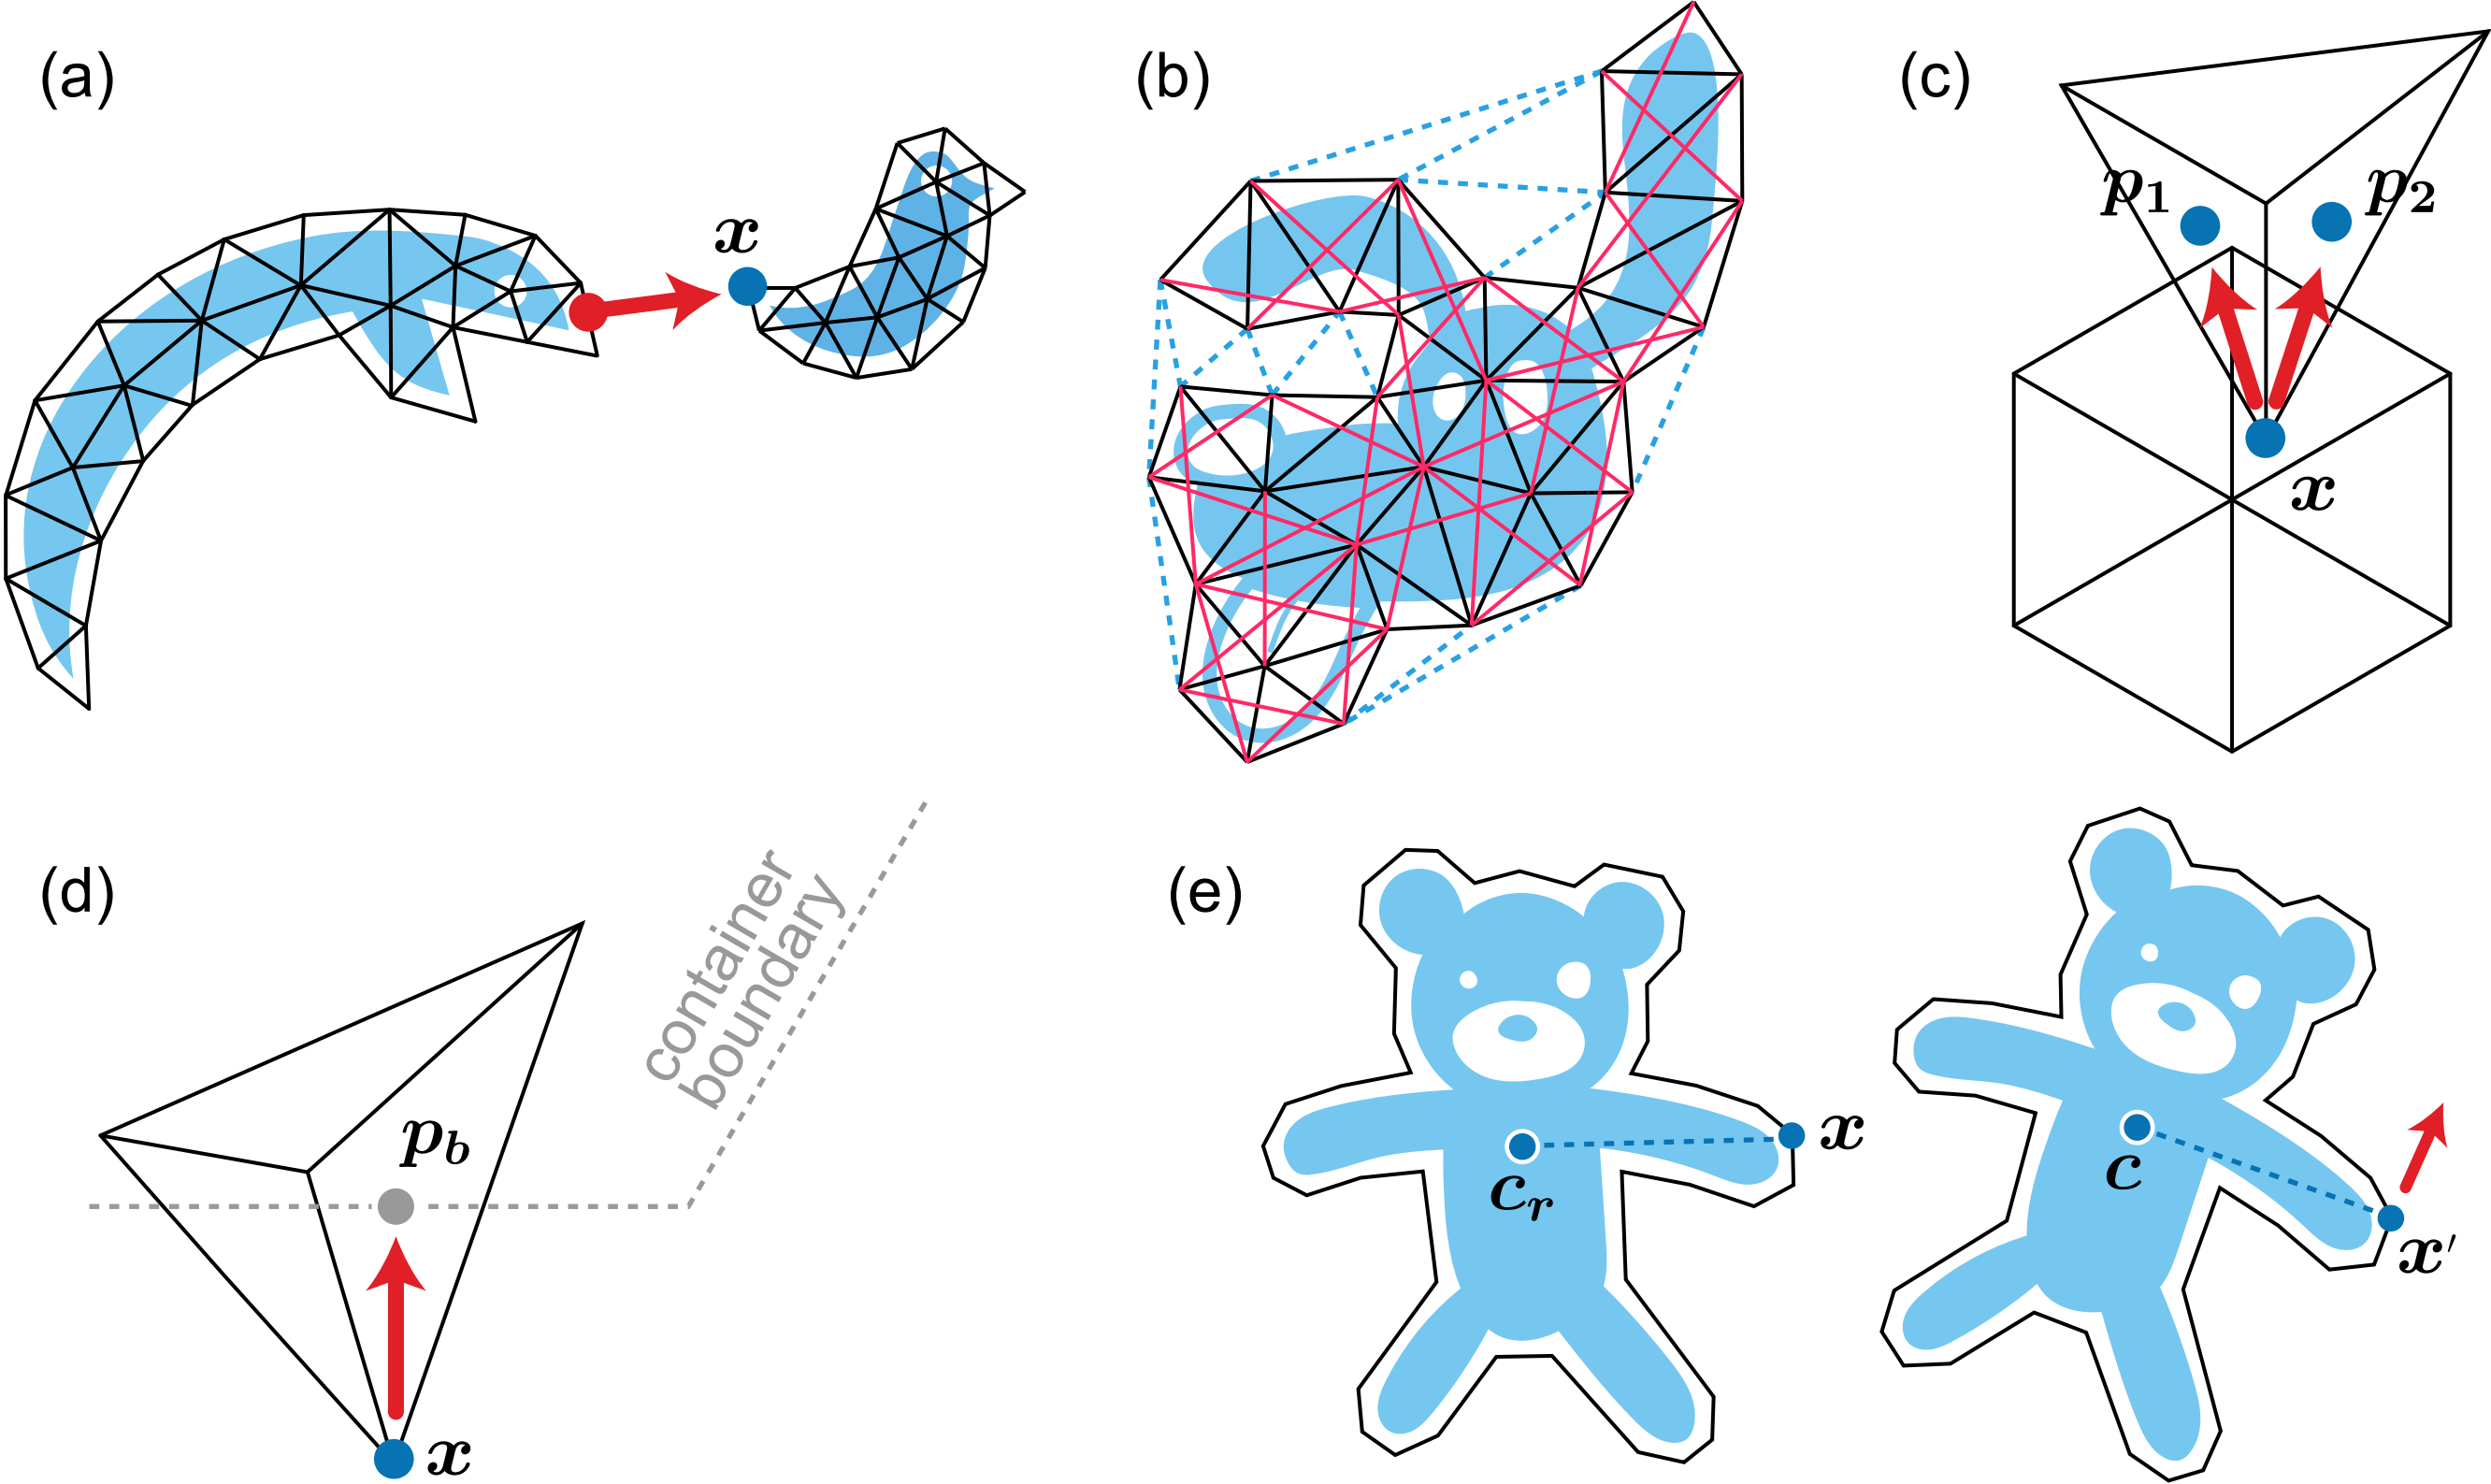 (a)
x
(b)
(c)
p1
p2
x
(d)
container
boundary
pb
x
(e)
cr
x
c
x′